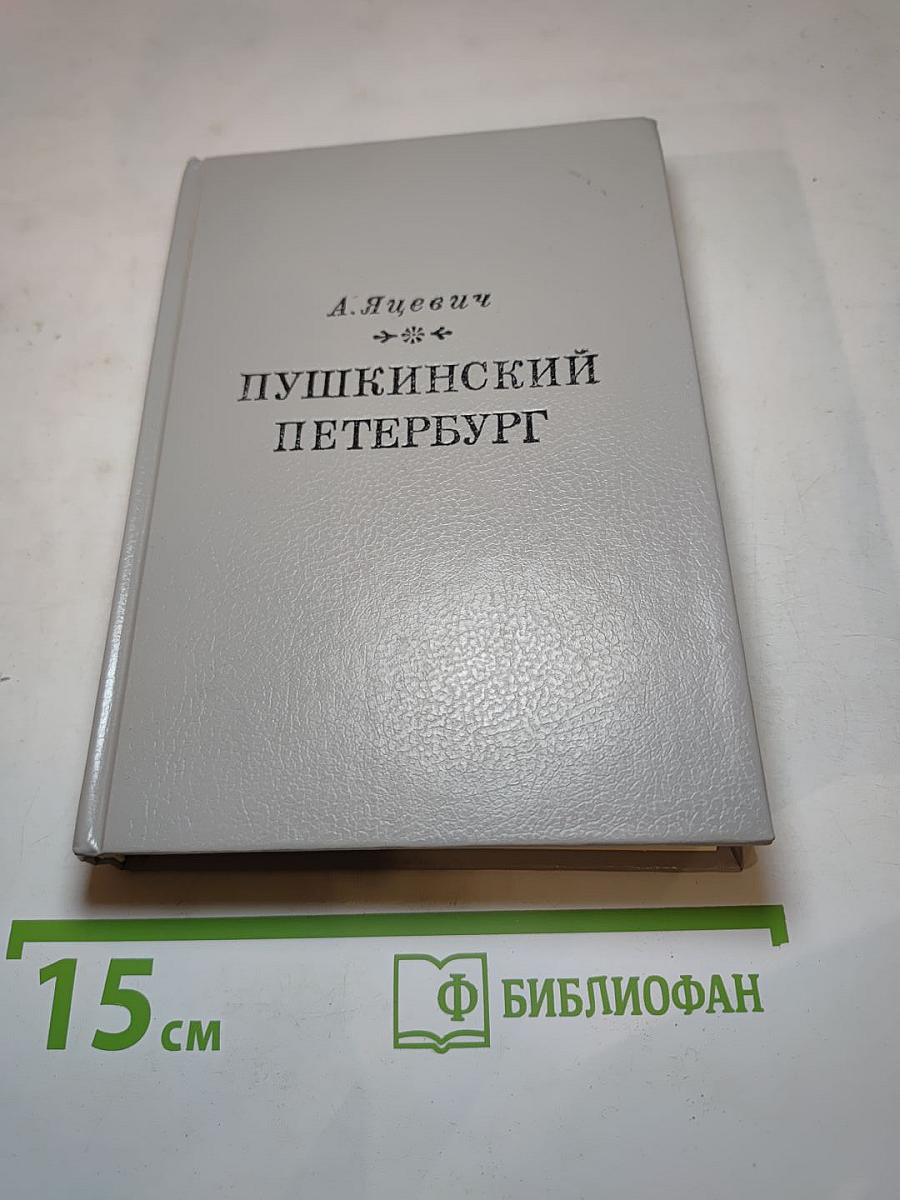 А. Яцевич
ПУШКИНСКИЙ
ПЕТЕРБУРГ
15 см
Ф БИБЛИОФАН